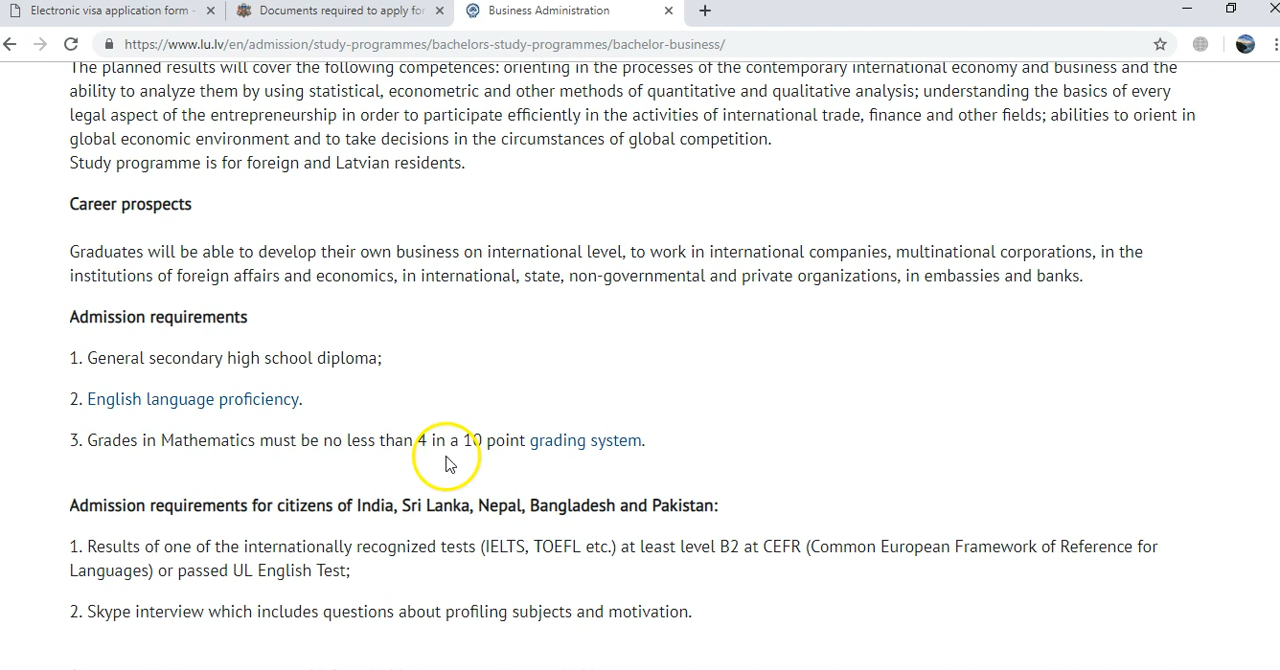 Electronic visa application form -
Documents required to apply for
Business Administration
https://www.lu.lv/en/admission/study-programmes/bachelors-study-programmes/bachelor-business/
The planned results will cover the following competences: orienting in the processes of the contemporary international economy and business and the
ability to analyze them by using statistical, econometric and other methods of quantitative and qualitative analysis; understanding the basics of every
legal aspect of the entrepreneurship in order to participate efficiently in the activities of international trade, finance and other fields; abilities to orient in
global economic environment and to take decisions in the circumstances of global competition.
Study programme is for foreign and Latvian residents.
Career prospects
Graduates will be able to develop their own business on international level, to work in international companies, multinational corporations, in the
institutions of foreign affairs and economics, in international, state, non-governmental and private organizations, in embassies and banks.
Admission requirements
1. General secondary high school diploma;
2. English language proficiency.
3. Grades in Mathematics must be no less than 4 in a 10 point grading system.
Admission requirements for citizens of India, Sri Lanka, Nepal, Bangladesh and Pakistan:
1. Results of one of the internationally recognized tests (IELTS, TOEFL etc.) at least level B2 at CEFR (Common European Framework of Reference for
Languages) or passed UL English Test;
2. Skype interview which includes questions about profiling subjects and motivation.